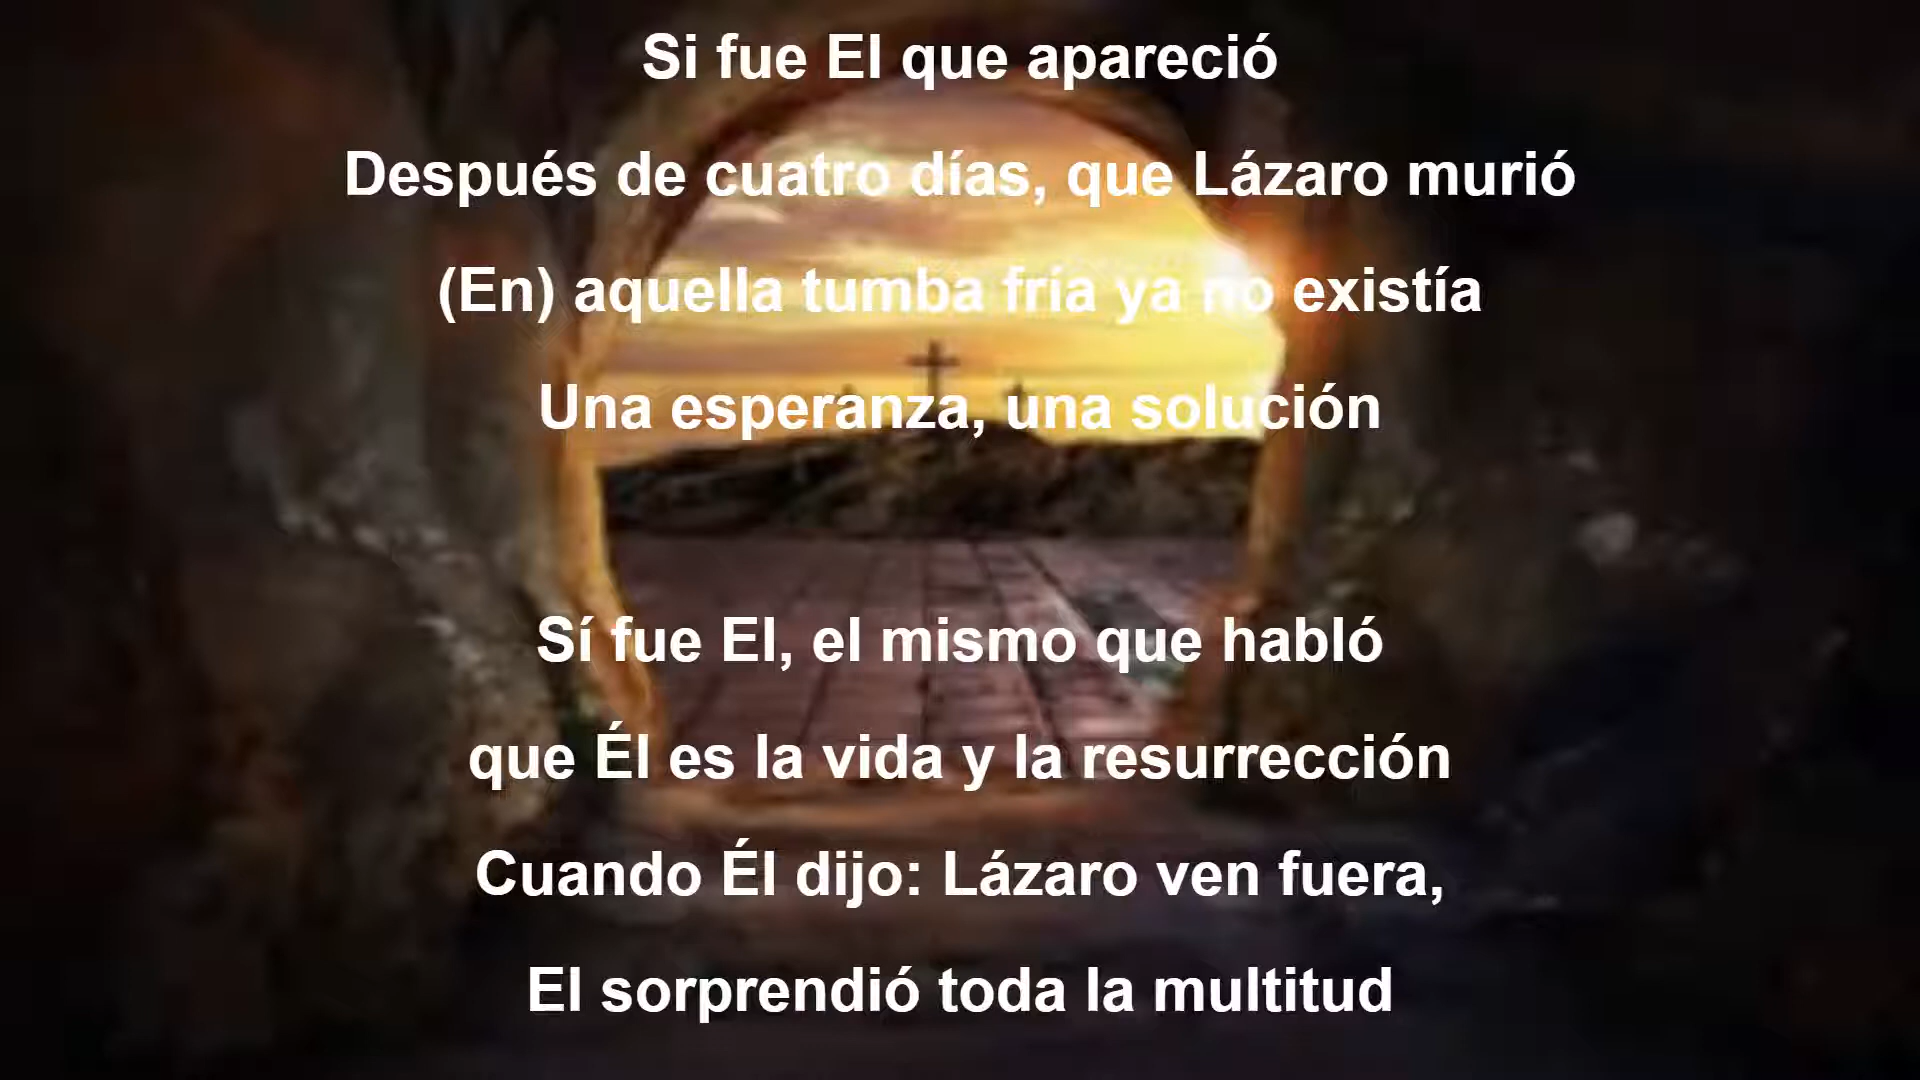 Si fue El que apareció
Después de cuatro días, que Lázaro murió
(En) aquella tumba fría ya no existía
Una esperanza, una solución
Sí fue El, el mismo que habló
que Él es la vida y la resurrección
Cuando Él dijo: Lázaro ven fuera,
El sorprendió toda la multitud